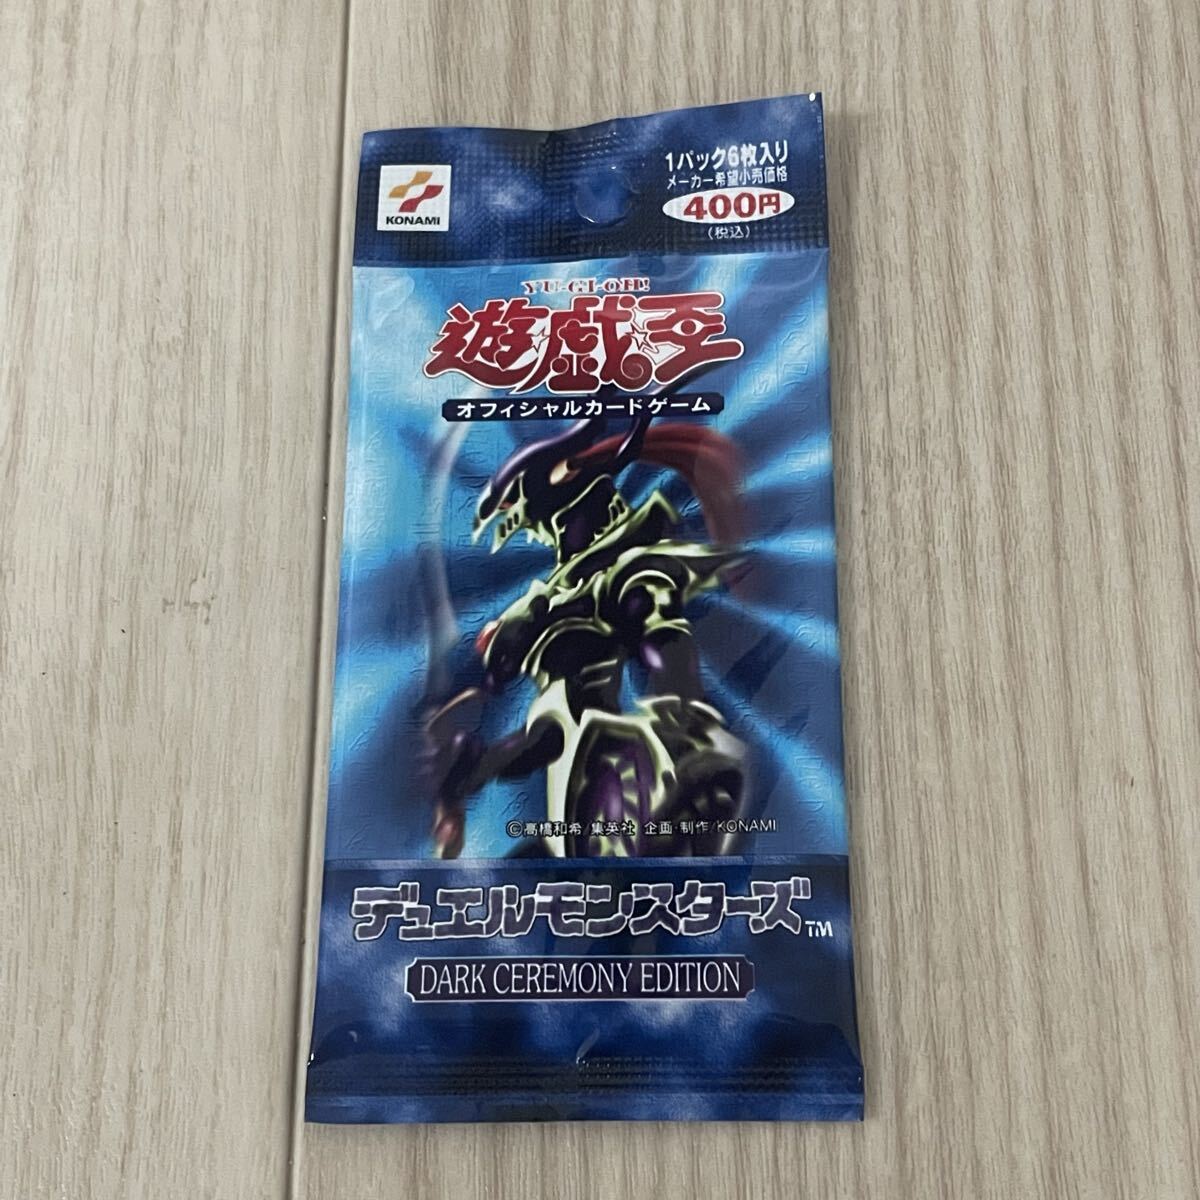 KONAMI
1パック6枚入り
メーカー希望小売価格
400円
(税込)
YU-GI-OH!
遊戯王
オフィシャルカードゲーム
©高橋和希/集英社 企画・制作/KONAMI
デュエルモンスターズ™
DARK CEREMONY EDITION